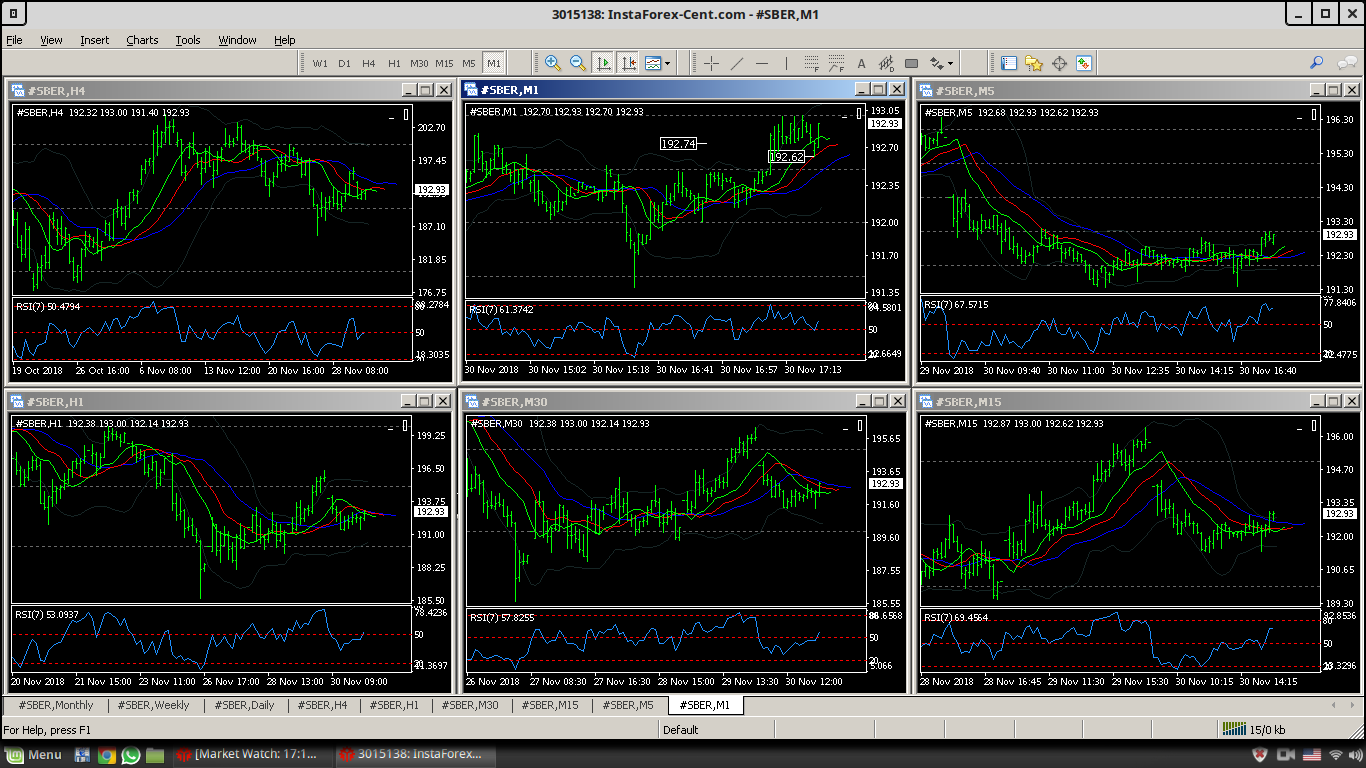 3015138: InstaForex-Cent.com - #SBER,M1
File View Insert Charts Tools Window Help
W1 D1 H4 H1 M30 M15 M5 M1
A
#SBER,H4
#SBER,H4 192.32 193.00 191.40 192.93
202.70
197.45
192.93
187.10
181.85
176.75
RSI(7) 50.4794
50
18.3035
19 Oct 2018 26 Oct 16:00 6 Nov 08:00 13 Nov 12:00 20 Nov 16:00 28 Nov 08:00
#SBER,M1
#SBER,M1 192.70 192.93 192.70 192.93
192.74
192.62
193.05
192.93
192.70
192.35
192.00
191.70
191.35
RSI(7) 61.3742
50
30 Nov 2018 30 Nov 15:02 30 Nov 15:18 30 Nov 16:41 30 Nov 16:57 30 Nov 17:13
#SBER,M5
#SBER,M5 192.68 192.93 192.62 192.93
196.30
195.30
194.30
193.30
192.93
192.30
191.30
RSI(7) 67.5715
77.8406
50
29 Nov 2018 30 Nov 09:40 30 Nov 11:00 30 Nov 12:35 30 Nov 14:15 30 Nov 16:40
#SBER,H1
#SBER,H1 192.38 193.00 192.14 192.93
199.25
196.50
193.75
192.93
191.00
188.25
185.50
RSI(7) 53.0937
78.4236
50
20 Nov 2018 21 Nov 15:00 23 Nov 11:00 26 Nov 17:00 28 Nov 13:00 30 Nov 09:00
#SBER,M30
#SBER,M30 192.38 193.00 192.14 192.93
195.65
193.65
192.93
191.60
189.60
187.55
185.55
RSI(7) 57.8255
50
20
5.066
26 Nov 2018 27 Nov 08:30 27 Nov 16:30 28 Nov 15:00 29 Nov 13:30 30 Nov 12:00
#SBER,M15
#SBER,M15 192.87 193.00 192.62 192.93
196.00
194.70
193.35
192.93
192.00
190.65
189.30
RSI(7) 69.4564
80
50
28 Nov 2018 28 Nov 16:45 29 Nov 11:30 29 Nov 15:30 30 Nov 10:30 30 Nov 14:15
#SBER,Monthly #SBER,Weekly #SBER,Daily #SBER,H4 #SBER,H1 #SBER,M30 #SBER,M15 #SBER,M5 #SBER,M1
For Help, press F1 Default 15/0 kb
Menu [Market Watch: 17:1... 3015138: InstaForex...